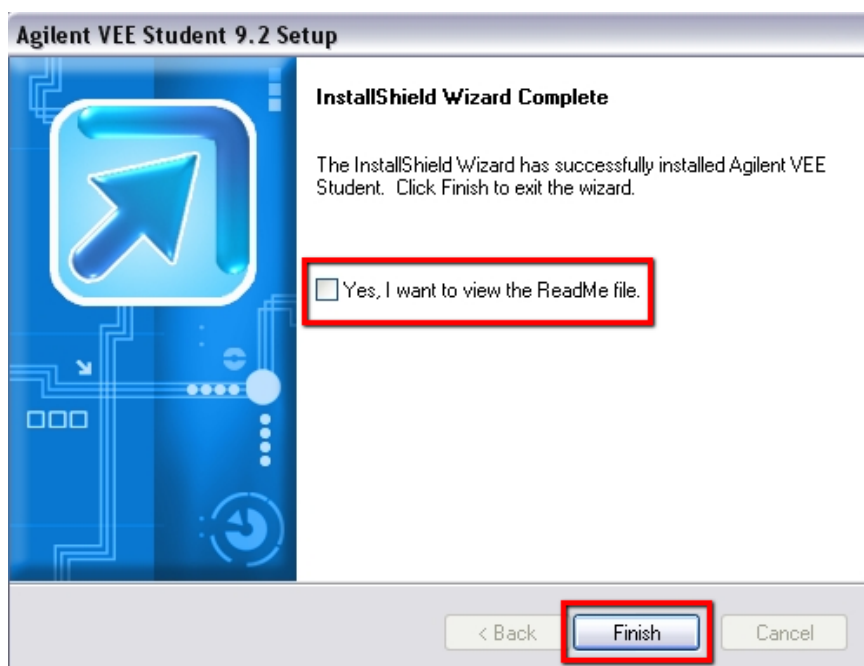 Agilent VEE Student 9.2 Setup
InstallShield Wizard Complete
The InstallShield Wizard has successfully installed Agilent VEE
Student. Click Finish to exit the wizard.
Yes, I want to view the ReadMe file.
< Back
Finish
Cancel